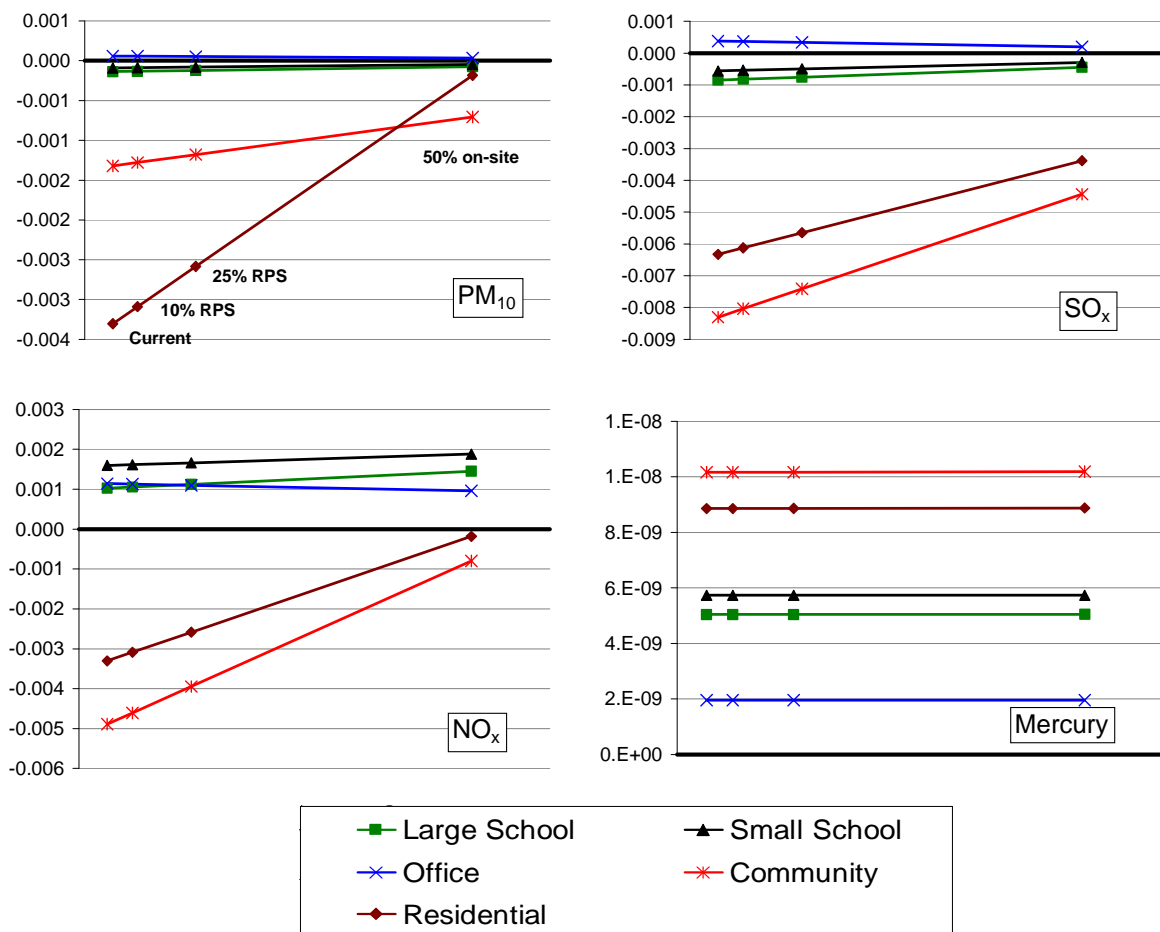 0.001
0.000
-0.001
-0.001
-0.002
-0.002
-0.003
-0.003
-0.004
50% on-site
25% RPS
10% RPS
Current
PM10
0.001
0.000
-0.001
-0.002
-0.003
-0.004
-0.005
-0.006
-0.007
-0.008
-0.009
SOx
0.003
0.002
0.001
0.000
-0.001
-0.002
-0.003
-0.004
-0.005
-0.006
NOx
1.E-08
1.E-08
8.E-09
6.E-09
4.E-09
2.E-09
0.E+00
Mercury
Large School
Small School
Office
Community
Residential